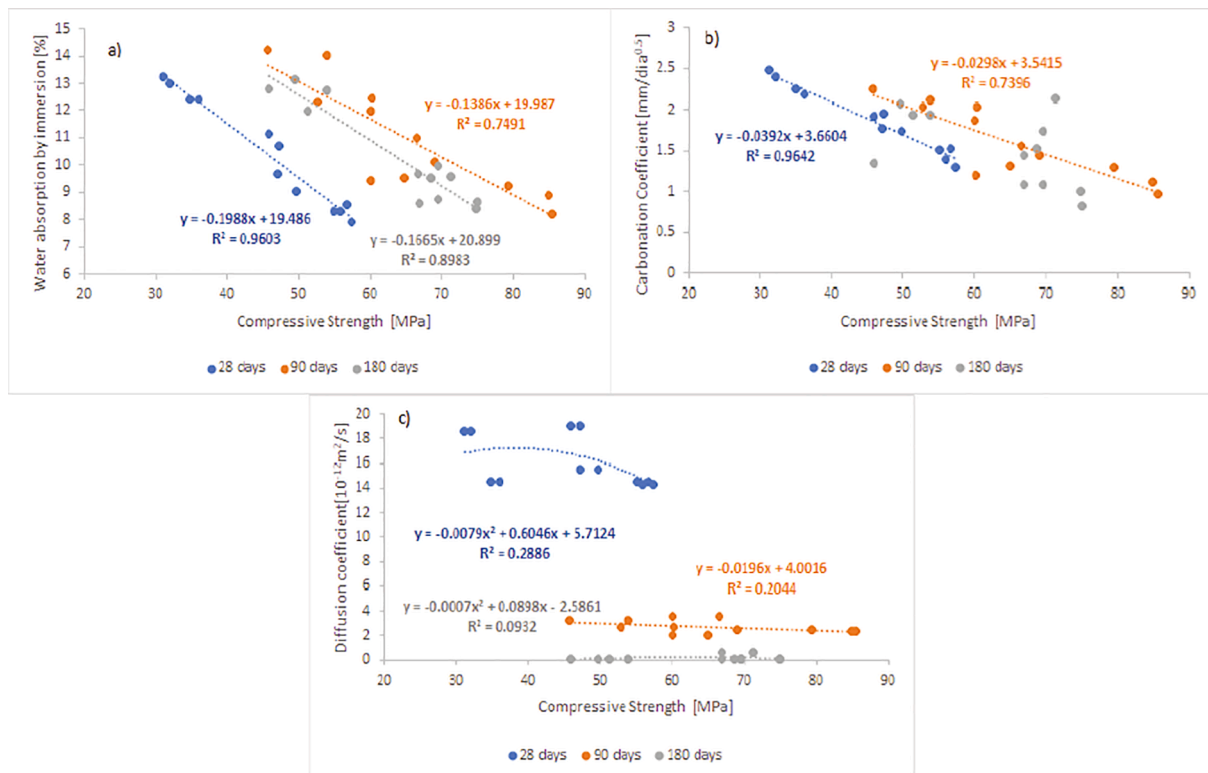 a)
Water absorption by immersion [%]
15
14
13
12
11
10
9
8
7
6
y = -0.1386x + 19.987
R² = 0.7491
y = -0.1988x + 19.486
R² = 0.9603
y = -0.1665x + 20.899
R² = 0.8983
20 30 40 50 60 70 80 90
Compressive Strength [MPa]
28 days 90 days 180 days
b)
Carbonation Coefficient [mm/dia^0.5]
3
2.5
2
1.5
1
0.5
0
y = -0.0298x + 3.5415
R² = 0.7396
y = -0.0392x + 3.6604
R² = 0.9642
20 30 40 50 60 70 80 90
Compressive Strength [MPa]
28 days 90 days 180 days
c)
Diffusion coefficient[10⁻¹²m²/s]
20
18
16
14
12
10
8
6
4
2
0
y = -0.0079x² + 0.6046x + 5.7124
R² = 0.2886
y = -0.0196x + 4.0016
R² = 0.2044
y = -0.0007x² + 0.0898x - 2.5861
R² = 0.0932
20 30 40 50 60 70 80 90
Compressive Strength [MPa]
28 days 90 days 180 days